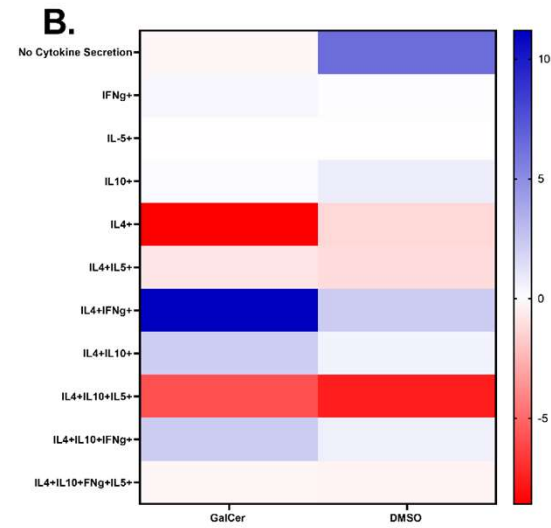 B.
No Cytokine Secretion
IFNg+
IL-5+
IL10+
IL4+
IL4+IL5+
IL4+IFNg+
IL4+IL10+
IL4+IL10+IL5+
IL4+IL10+IFNg+
IL4+IL10+FNg+IL5+
GalCer DMSO
10
5
0
-5